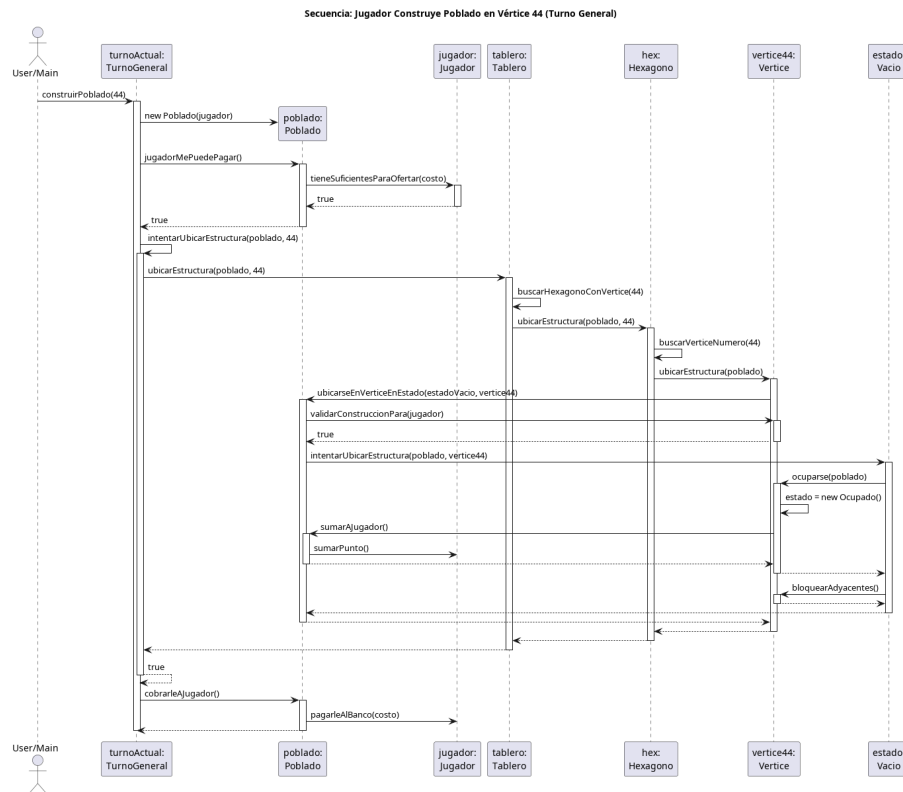 Secuencia: Jugador Construye Poblado en Vértice 44 (Turno General)
User/Main
turnoActual:
TurnoGeneral
jugador:
Jugador
tablero:
Tablero
hex:
Hexagono
vertice44:
Vertice
estado
Vacio
construirPoblado(44)
new Poblado(jugador)
poblado:
Poblado
jugadorMePuedePagar()
tieneSuficientesParaOfertar(costo)
true
true
intentarUbicarEstructura(poblado, 44)
ubicarEstructura(poblado, 44)
buscarHexagonoConVertice(44)
ubicarEstructura(poblado, 44)
buscarVerticeNumero(44)
ubicarEstructura(poblado)
ubicarseEnVerticeEnEstado(estadoVacio, vertice44)
validarConstruccionPara(jugador)
true
intentarUbicarEstructura(poblado, vertice44)
ocuparse(poblado)
estado = new Ocupado()
sumarAJugador()
sumarPunto()
bloquearAdyacentes()
true
cobrarleAJugador()
pagarleAlBanco(costo)
User/Main
turnoActual:
TurnoGeneral
poblado:
Poblado
jugador:
Jugador
tablero:
Tablero
hex:
Hexagono
vertice44:
Vertice
estado
Vacio